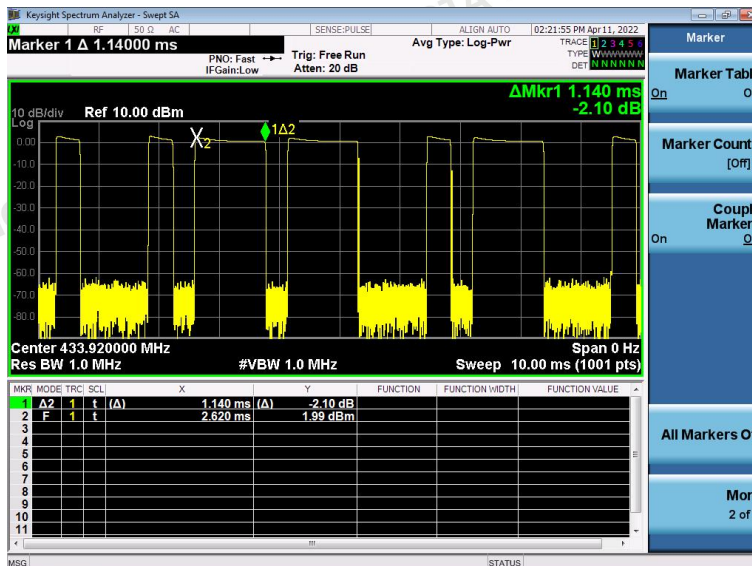 Keysight Spectrum Analyzer - Swept SA
LXI RF 50 Ω AC SENSE:PULSE ALIGN AUTO 02:21:55 PM Apr 11, 2022
Marker 1 Δ 1.14000 ms
PNO: Fast
IFGain:Low
Trig: Free Run
Atten: 20 dB
Avg Type: Log-Pwr
TRACE 1 2 3 4 5 6
TYPE WWWWWW
DET N N N N N N
ΔMkr1 1.140 ms
-2.10 dB
10 dB/div Ref 10.00 dBm
Log
0.00
-10.0
-20.0
-30.0
-40.0
-50.0
-60.0
-70.0
-80.0
X2
1Δ2
Center 433.920000 MHz
Span 0 Hz
Res BW 1.0 MHz
#VBW 1.0 MHz
Sweep 10.00 ms (1001 pts)
MKR MODE TRC SCL X Y FUNCTION FUNCTION WIDTH FUNCTION VALUE
1 Δ2 1 t (Δ) 1.140 ms (Δ) -2.10 dB
2 F 1 t 2.620 ms 1.99 dBm
3
4
5
6
7
8
9
10
11
MSG
STATUS
Marker
Marker Tabl
On O
Marker Count
[Off]
Coupl
Marker
On O
All Markers O
Mor
2 of